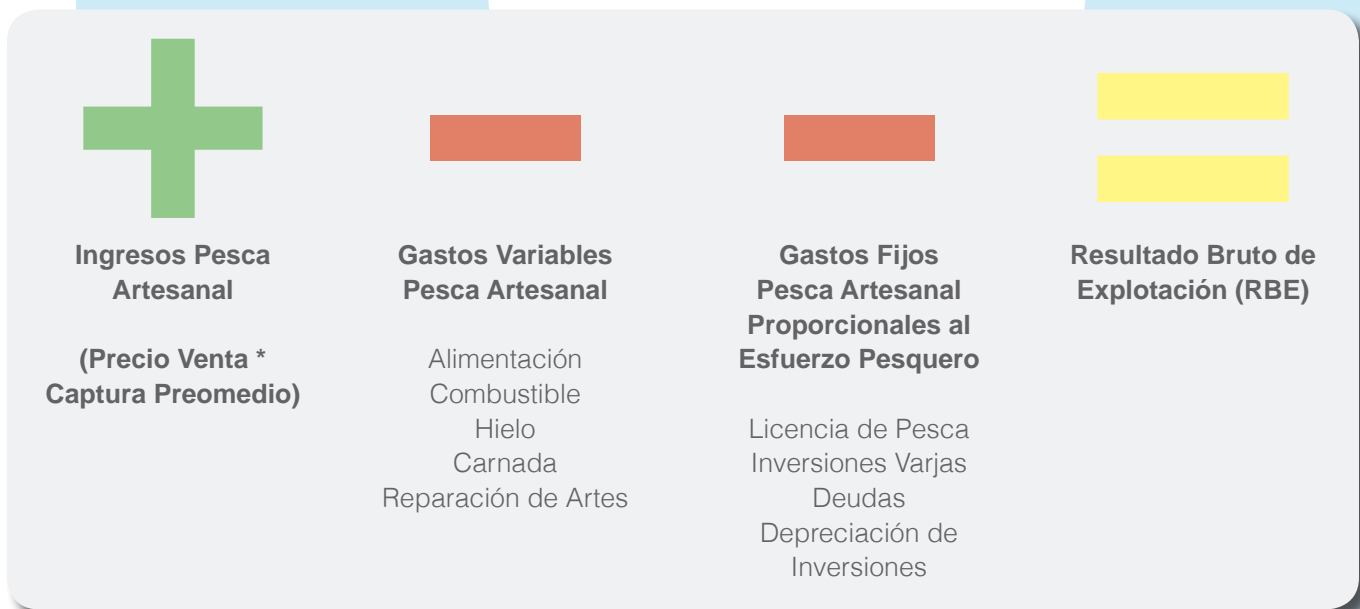 Ingresos Pesca
Artesanal
(Precio Venta *
Captura Preomedio)
Gastos Variables
Pesca Artesanal
Alimentación
Combustible
Hielo
Carnada
Reparación de Artes
Gastos Fijos
Pesca Artesanal
Proporcionales al
Esfuerzo Pesquero
Licencia de Pesca
Inversiones Varjas
Deudas
Depreciación de
Inversiones
Resultado Bruto de
Explotación (RBE)